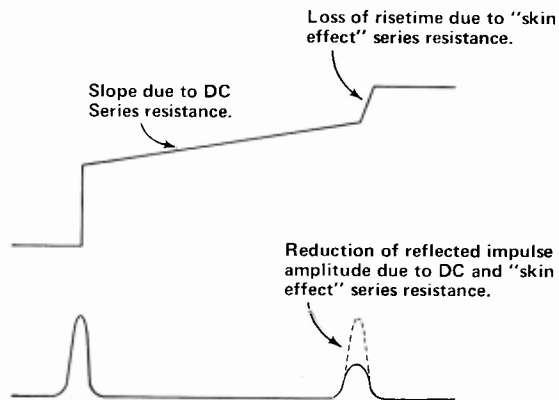 Loss of risetime due to “skin
effect” series resistance.
Slope due to DC
Series resistance.
Reduction of reflected impulse
amplitude due to DC and “skin
effect” series resistance.